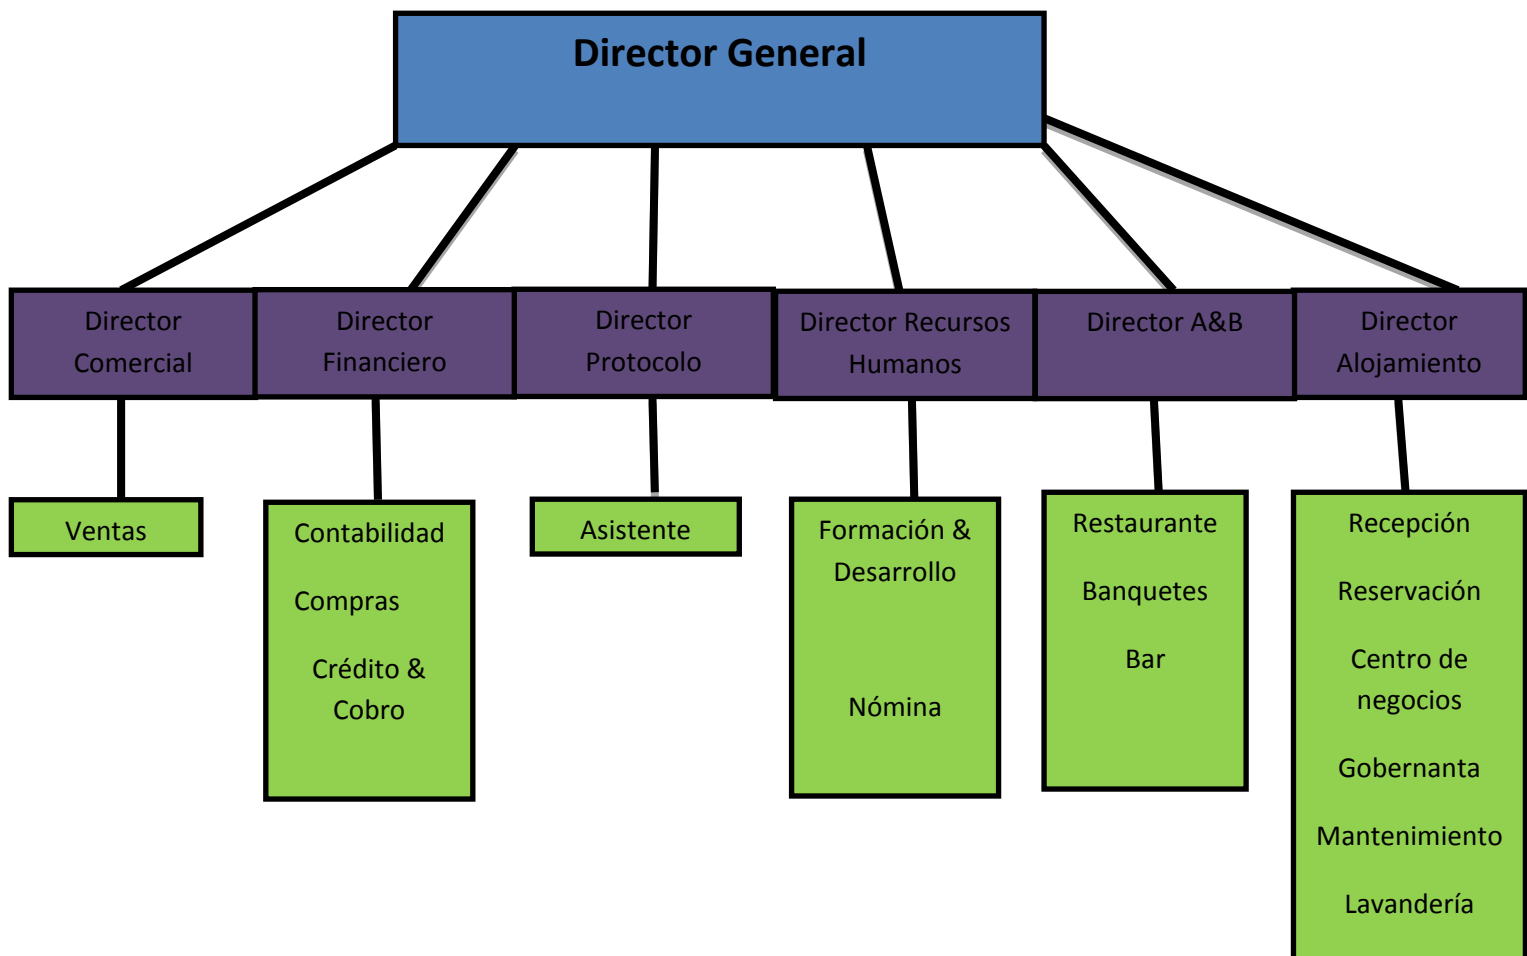 Director General
Director
Comercial
Director
Financiero
Director
Protocolo
Director Recursos
Humanos
Director A&B
Director
Alojamiento
Ventas
Contabilidad
Compras
Crédito &
Cobro
Asistente
Formación &
Desarrollo
Nómina
Restaurante
Banquetes
Bar
Recepción
Reservación
Centro de
negocios
Gobernanta
Mantenimiento
Lavandería